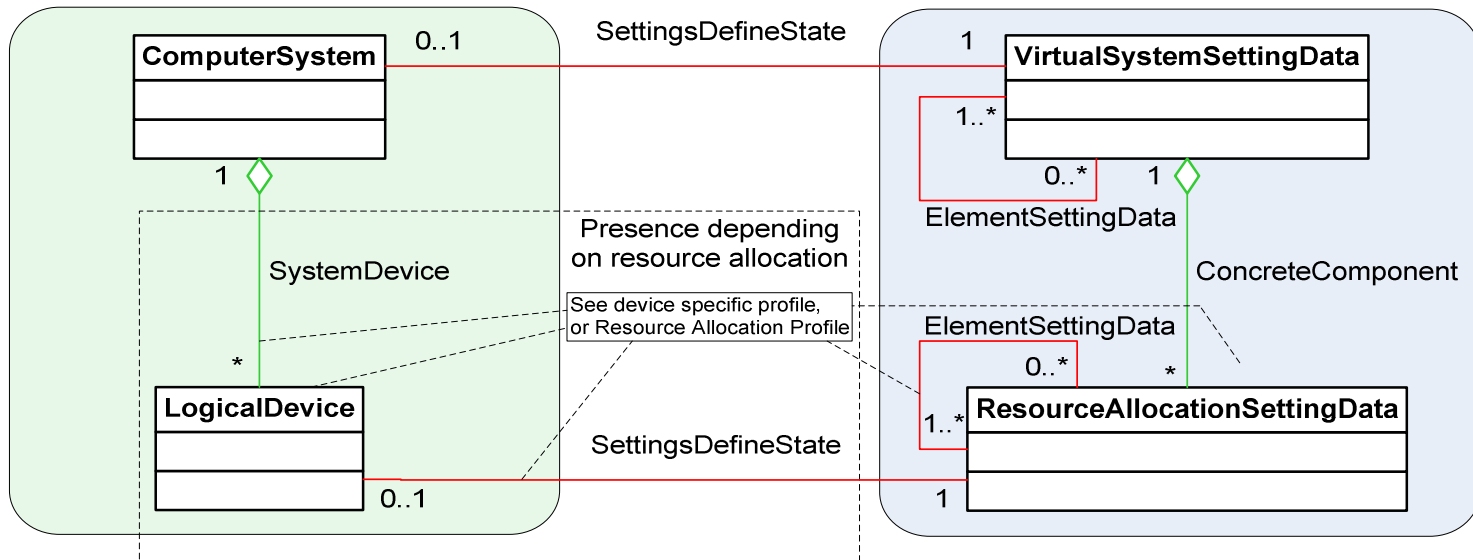 SettingsDefineState
0..1
1
ComputerSystem
VirtualSystemSettingData
1..*
0..*
1
1
ElementSettingData
Presence depending
on resource allocation
SystemDevice
ConcreteComponent
See device specific profile,
or Resource Allocation Profile
ElementSettingData
0..*
*
*
LogicalDevice
ResourceAllocationSettingData
1..*
SettingsDefineState
0..1
1